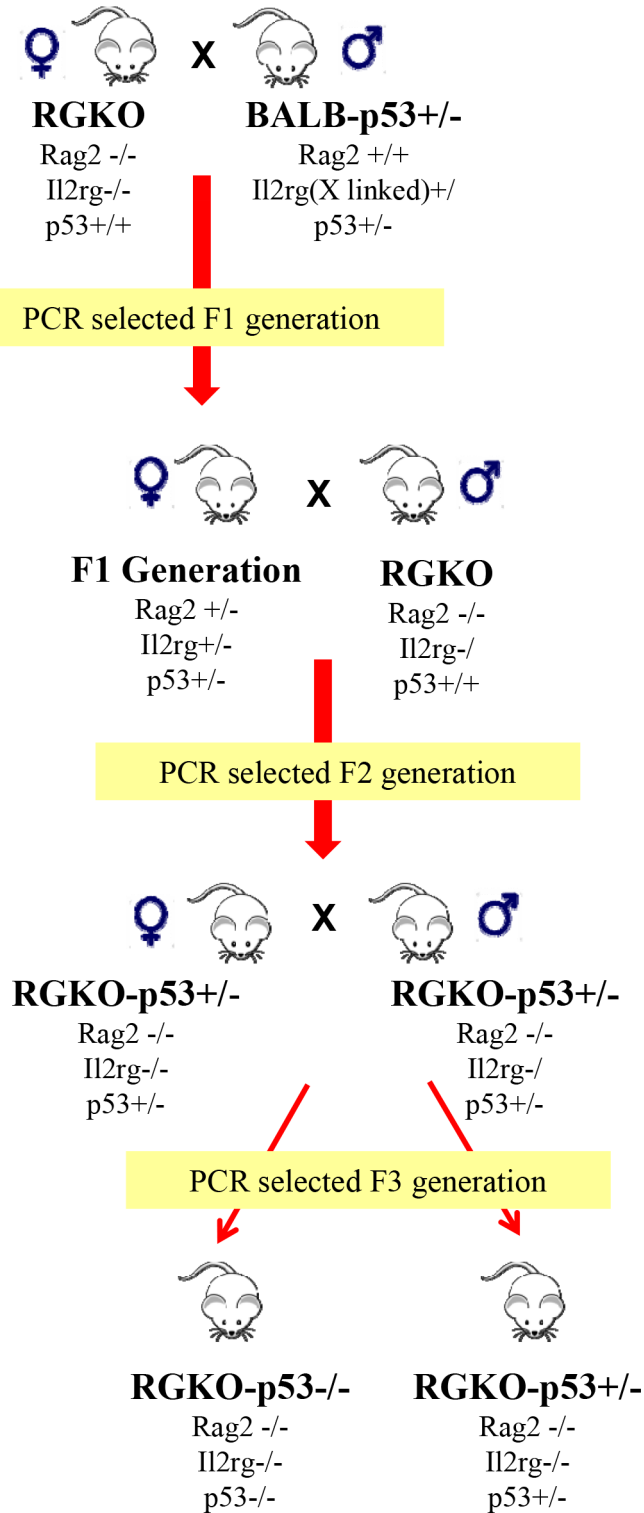 X
RGKO BALB-p53+/-
Rag2 -/- Rag2 +/+
Il2rg-/- Il2rg(X linked)+/
p53+/+ p53+/-
PCR selected F1 generation
X
F1 Generation RGKO
Rag2 +/- Rag2 -/-
Il2rg+/- Il2rg-/
p53+/- p53+/+
PCR selected F2 generation
X
RGKO-p53+/- RGKO-p53+/-
Rag2 -/- Rag2 -/-
Il2rg-/- Il2rg-/
p53+/- p53+/-
PCR selected F3 generation
RGKO-p53-/- RGKO-p53+/-
Rag2 -/- Rag2 -/-
Il2rg-/- Il2rg-/-
p53-/- p53+/-